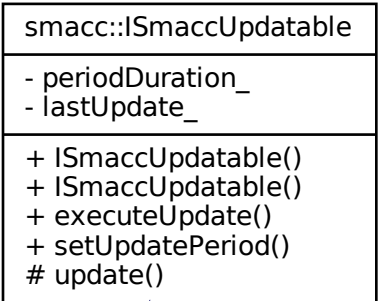 smacc::ISmaccUpdatable
- periodDuration_
- lastUpdate_
+ ISmaccUpdatable()
+ ISmaccUpdatable()
+ executeUpdate()
+ setUpdatePeriod()
# update()